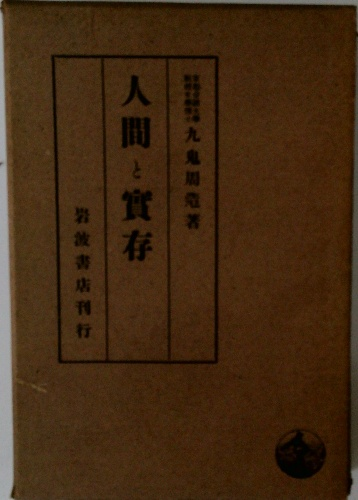 九鬼周造著
人間と實存
岩波書店刊行